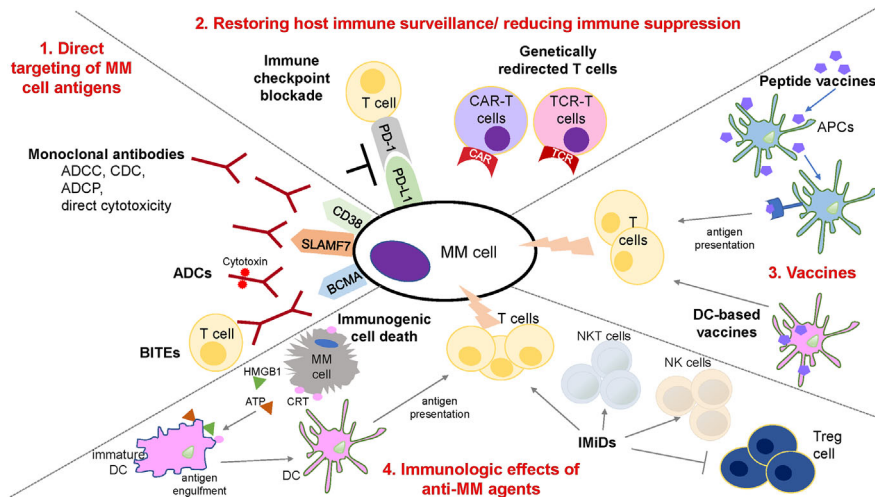 2. Restoring host immune surveillance/ reducing immune suppression
1. Direct
targeting of MM
cell antigens
Immune
checkpoint
blockade
T cell
PD-1
PD-L1
Genetically
redirected T cells
CAR-T
cells
CAR
TCR-T
cells
TCR
Peptide vaccines
APCs
Monoclonal antibodies
ADCC, CDC,
ADCP,
direct cytotoxicity
CD38
SLAMF7
BCMA
MM cell
T
cells
antigen
presentation
3. Vaccines
ADCs
Cytotoxin
BITEs
T cell
DC-based
vaccines
Immunogenic
cell death
MM
cell
HMGB1
ATP
CRT
T cells
NKT cells
NK cells
antigen
presentation
immature
DC
antigen
engulfment
DC
IMiDs
Treg
cell
4. Immunologic effects of
anti-MM agents